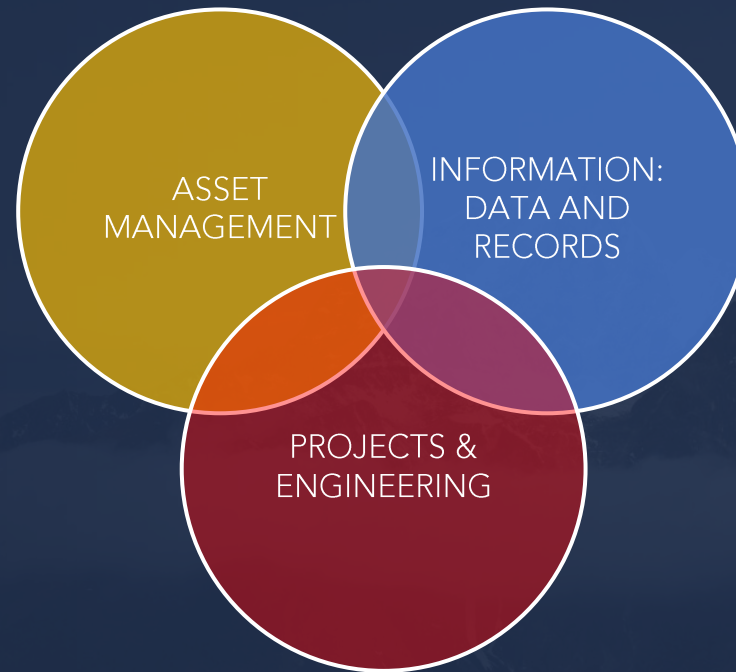 ASSET
MANAGEMENT
INFORMATION:
DATA AND
RECORDS
PROJECTS &
ENGINEERING